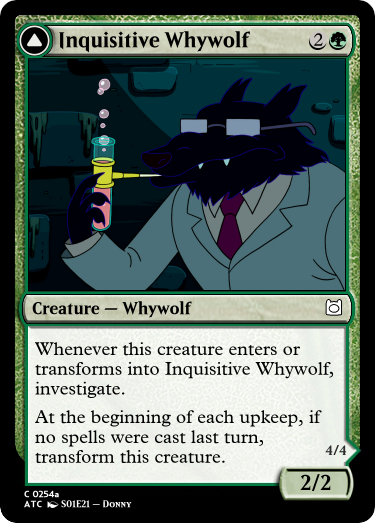 Inquisitive Whywolf 2
Creature — Whywolf
Whenever this creature enters or
transforms into Inquisitive Whywolf,
investigate.
At the beginning of each upkeep, if
no spells were cast last turn,
transform this creature.
4/4
2/2
C 0254a
ATC S01E21 — Donny